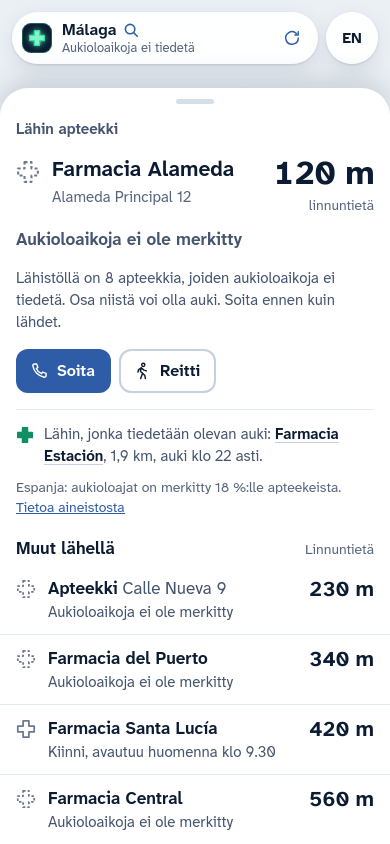 Málaga
Aukioloaikoja ei tiedetä
EN
Lähin apteekki
Farmacia Alameda
120 m
Alameda Principal 12
linnuntietä
Aukioloaikoja ei ole merkitty
Lähistöllä on 8 apteekkia, joiden aukioloaikoja ei
tiedetä. Osa niistä voi olla auki. Soita ennen kuin
lähdet.
Soita
Reitti
Lähin, jonka tiedetään olevan auki: Farmacia
Estación, 1,9 km, auki klo 22 asti.
Espanja: aukioloajat on merkitty 18 %:lle apteekeista.
Tietoa aineistosta
Muut lähellä
Linnuntietä
Apteekki Calle Nueva 9
230 m
Aukioloaikoja ei ole merkitty
Farmacia del Puerto
340 m
Aukioloaikoja ei ole merkitty
Farmacia Santa Lucía
420 m
Kiinni, avautuu huomenna klo 9.30
Farmacia Central
560 m
Aukioloaikoja ei ole merkitty